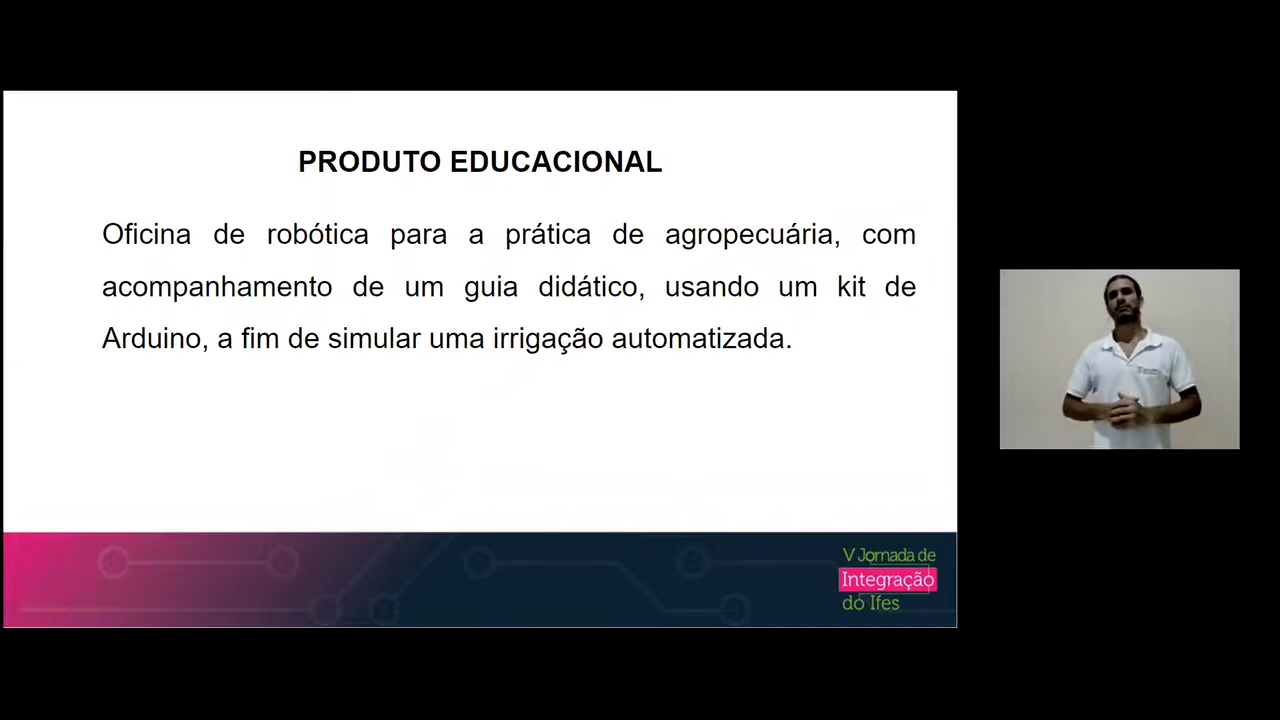 PRODUTO EDUCACIONAL
Oficina de robótica para a prática de agropecuária, com
acompanhamento de um guia didático, usando um kit de
Arduino, a fim de simular uma irrigação automatizada.
V Jornada de
Integração
do Ifes